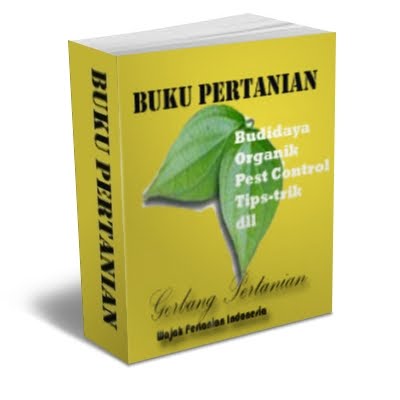 BUKU PERTANIAN
BUKU PERTANIAN
Budidaya
Organik
Pest Control
Tips-trik
dll
Gerbang Pertanian
Wajah Pertanian Indonesia